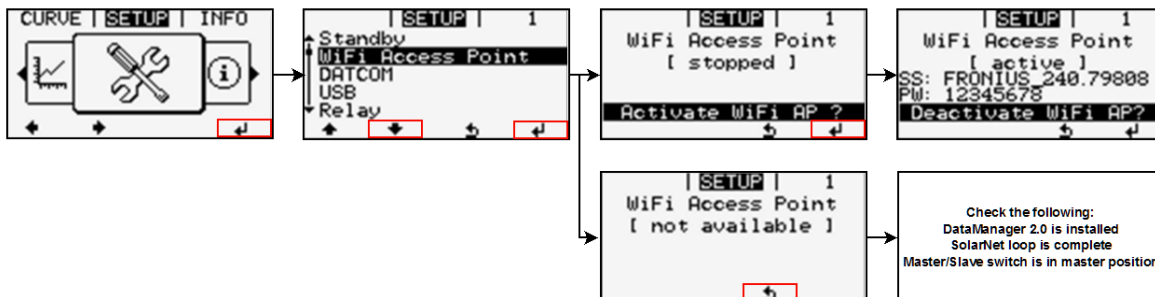 CURVE | SETUP | INFO
| SETUP | 1
Standby
WiFi Access Point
DATCOM
USB
Relay
| SETUP | 1
WiFi Access Point
[ stopped ]
Activate WiFi AP ?
| SETUP | 1
WiFi Access Point
[ active ]
SS: FRONIUS_240.79808
PW: 12345678
Deactivate WiFi AP?
| SETUP | 1
WiFi Access Point
[ not available ]
Check the following:
DataManager 2.0 is installed
SolarNet loop is complete
Master/Slave switch is in master position